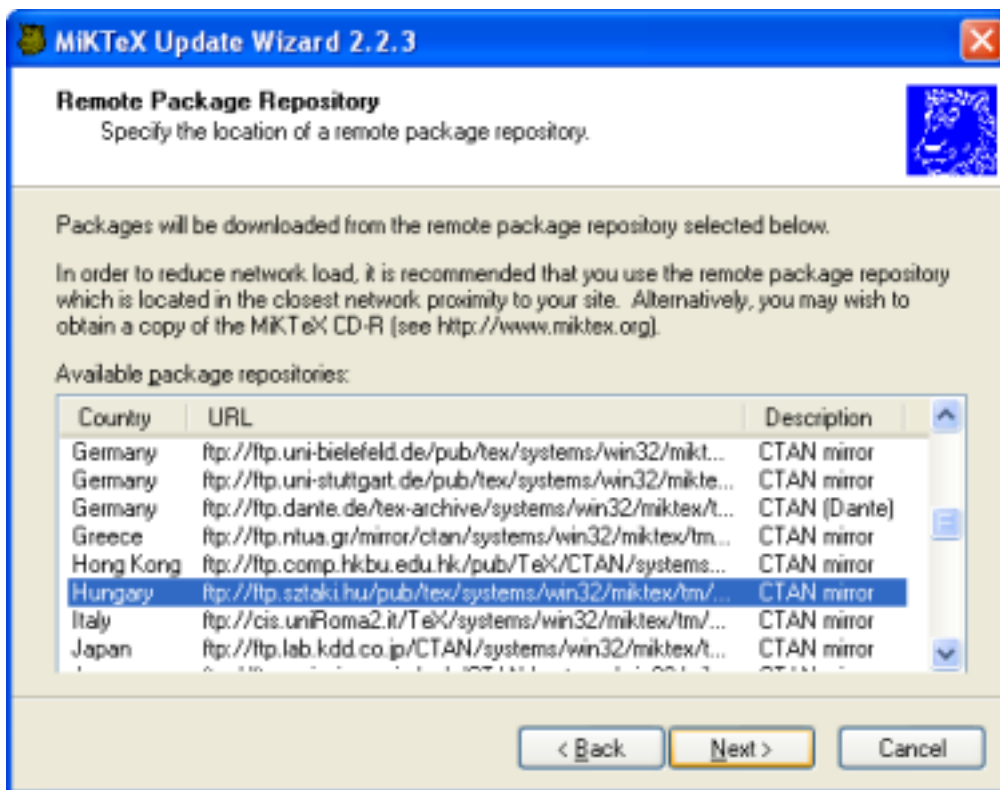 MiKTeX Update Wizard 2.2.3
Remote Package Repository
Specify the location of a remote package repository.
Packages will be downloaded from the remote package repository selected below.
In order to reduce network load, it is recommended that you use the remote package repository
which is located in the closest network proximity to your site. Alternatively, you may wish to
obtain a copy of the MiKTeX CD-R (see http://www.miktex.org).
Available package repositories:
Country URL Description
Germany ftp://ftp.uni-bielefeld.de/pub/tex/systems/win32/mikt... CTAN mirror
Germany ftp://ftp.uni-stuttgart.de/pub/tex/systems/win32/mikte... CTAN mirror
Germany ftp://ftp.dante.de/tex-archive/systems/win32/miktex/t... CTAN (Dante)
Greece ftp://ftp.ntua.gr/mirror/ctan/systems/win32/miktex/tm... CTAN mirror
Hong Kong ftp://ftp.comp.hkbu.edu.hk/pub/TeX/CTAN/systems... CTAN mirror
Hungary ftp://ftp.sztaki.hu/pub/tex/systems/win32/miktex/tm/... CTAN mirror
Italy ftp://cis.uniRoma2.it/TeX/systems/win32/miktex/tm/... CTAN mirror
Japan ftp://ftp.lab.kdd.co.jp/CTAN/systems/win32/miktex/t... CTAN mirror
< Back Next > Cancel